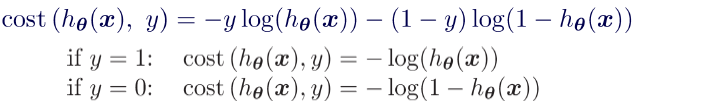 cost (h_θ(x), y) = −y log(h_θ(x)) − (1 − y) log(1 − h_θ(x))
if y = 1: cost (h_θ(x), y) = − log(h_θ(x))
if y = 0: cost (h_θ(x), y) = − log(1 − h_θ(x))